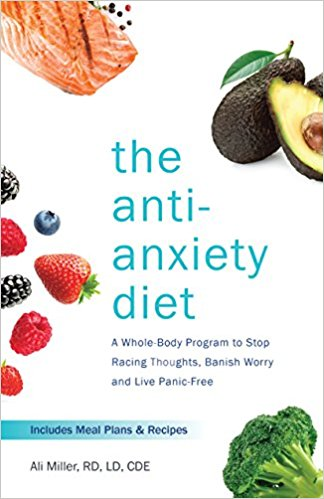 the
anti-
anxiety
diet
A Whole-Body Program to Stop
Racing Thoughts, Banish Worry
and Live Panic-Free
Includes Meal Plans & Recipes
Ali Miller, RD, LD, CDE